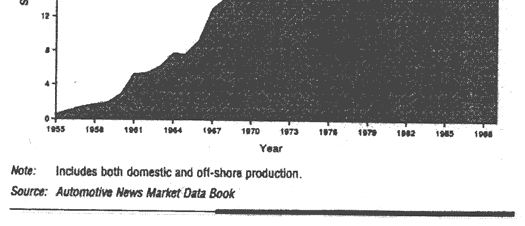 12
8
4
0
1955 1958 1961 1964 1967 1970 1973 1976 1979 1982 1985 1988
Year
Note: Includes both domestic and off-shore production.
Source: Automotive News Market Data Book